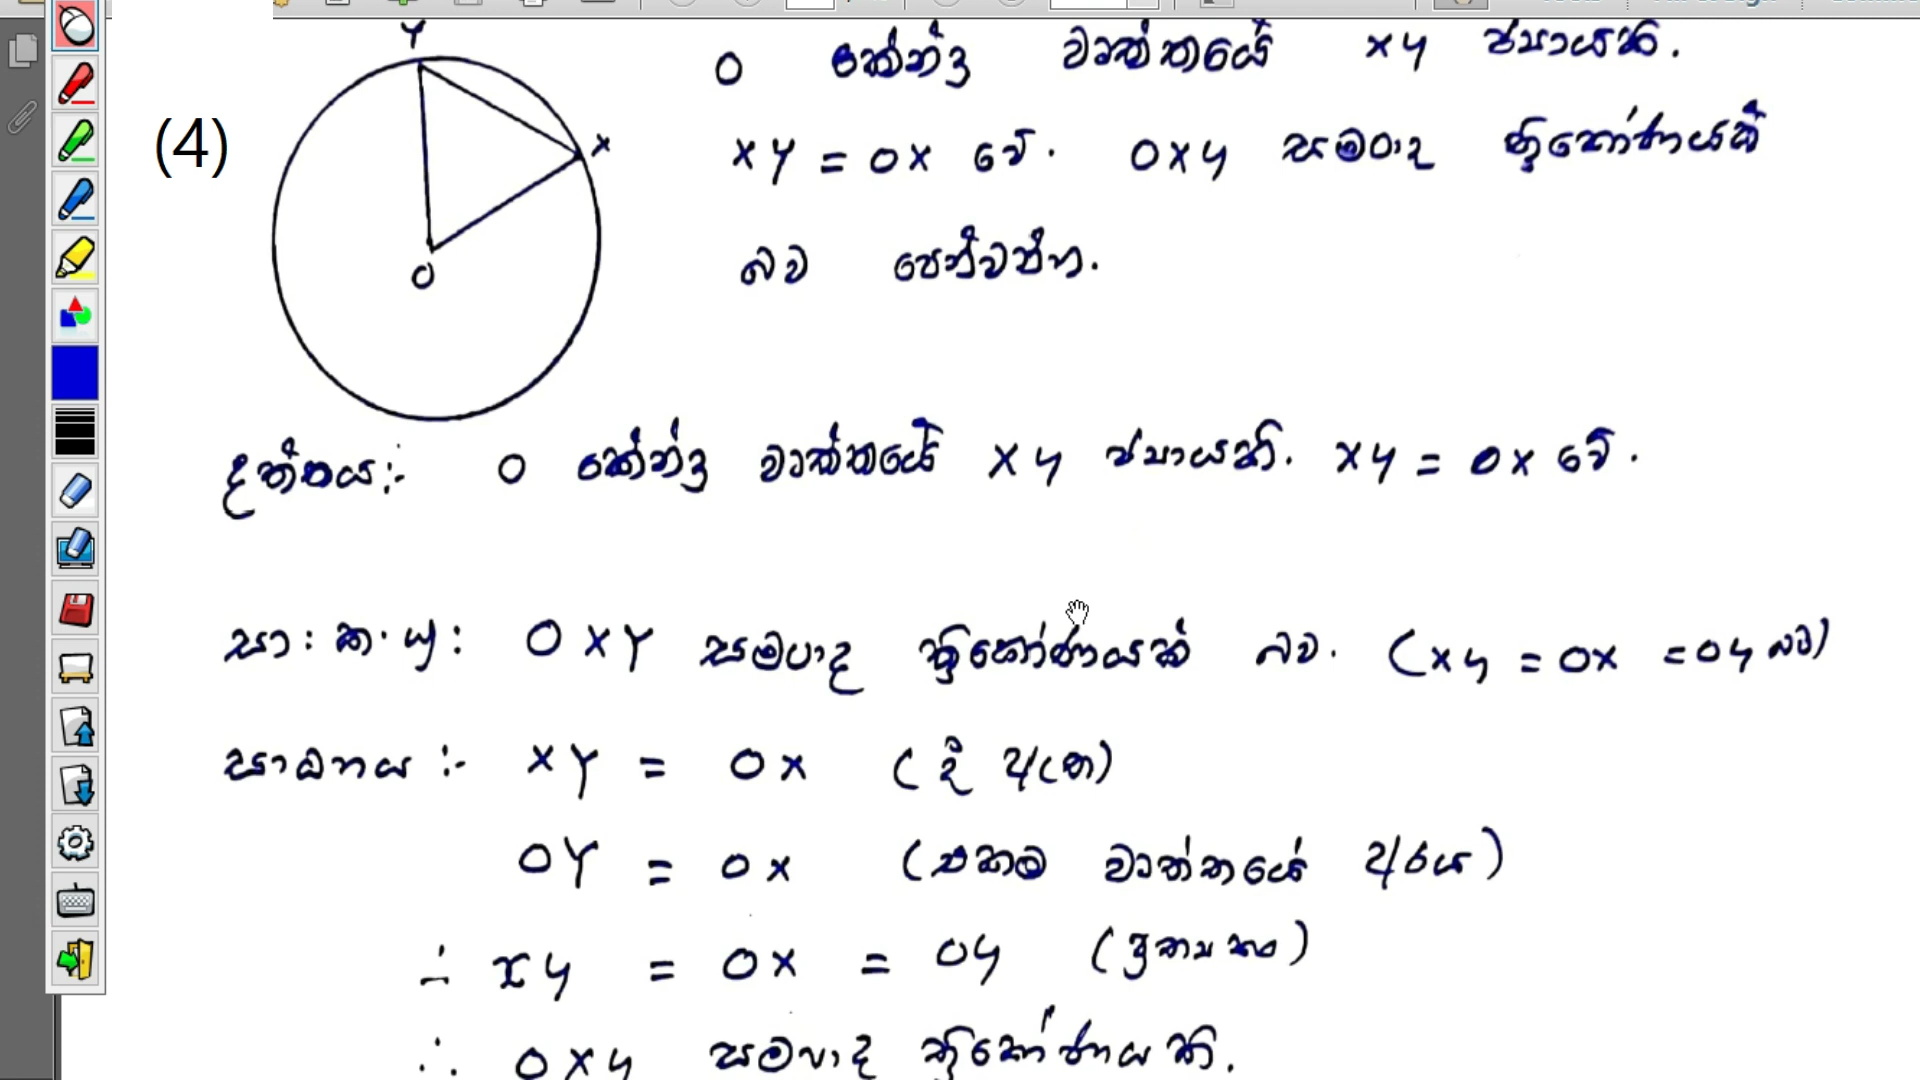 (4)
Y
X
O
O කේන්ද්‍ර වෘත්තයේ XY ජ්‍යායකි.
XY = OX වේ. OXY සමපාද ත්‍රිකෝණයක්
බව පෙන්වන්න.
දත්තය:- O කේන්ද්‍ර වෘත්තයේ XY ජ්‍යායකි. XY = OX වේ.
සා: ක. යු: OXY සමපාද ත්‍රිකෝණයක් බව. (XY = OX = OY බව)
සාධනය :- XY = OX (දී ඇත)
OY = OX (එකම වෘත්තයේ අරය)
∴ XY = OX = OY (ප්‍රත්‍යක්ෂ)
∴ OXY සමපාද ත්‍රිකෝණයකි.